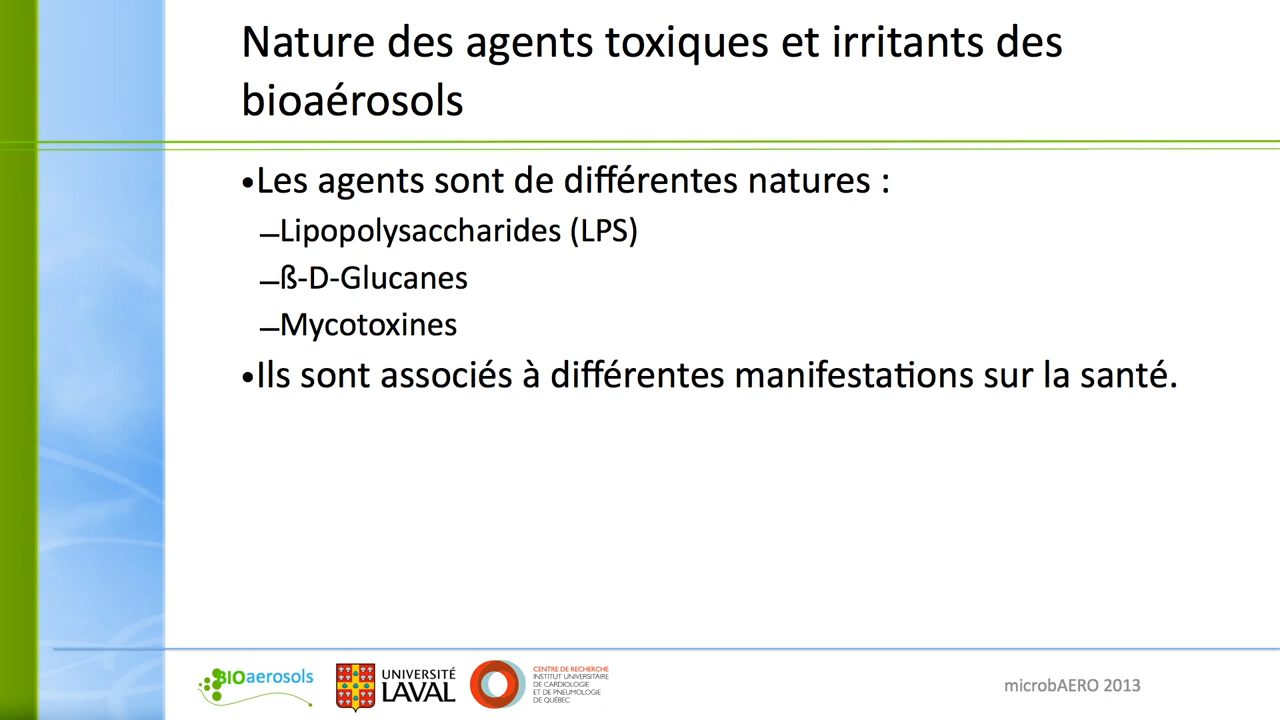 Nature des agents toxiques et irritants des
bioaérosols
•Les agents sont de différentes natures :
–Lipopolysaccharides (LPS)
–ß-D-Glucanes
–Mycotoxines
•Ils sont associés à différentes manifestations sur la santé.
BIOaerosols
UNIVERSITÉ
LAVAL
CENTRE DE RECHERCHE
INSTITUT UNIVERSITAIRE
DE CARDIOLOGIE
ET DE PNEUMOLOGIE
DE QUÉBEC
microbAERO 2013